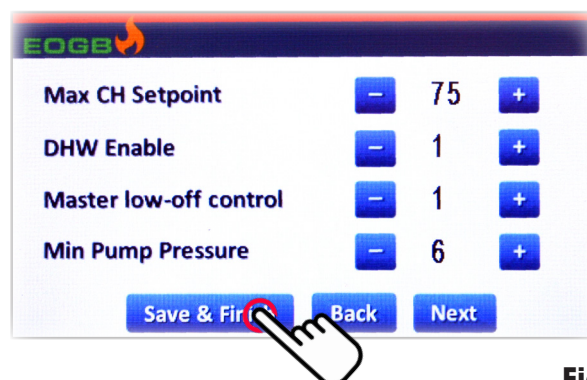 EOGB
Max CH Setpoint - 75 +
DHW Enable - 1 +
Master low-off control - 1 +
Min Pump Pressure - 6 +
Save & Back Next